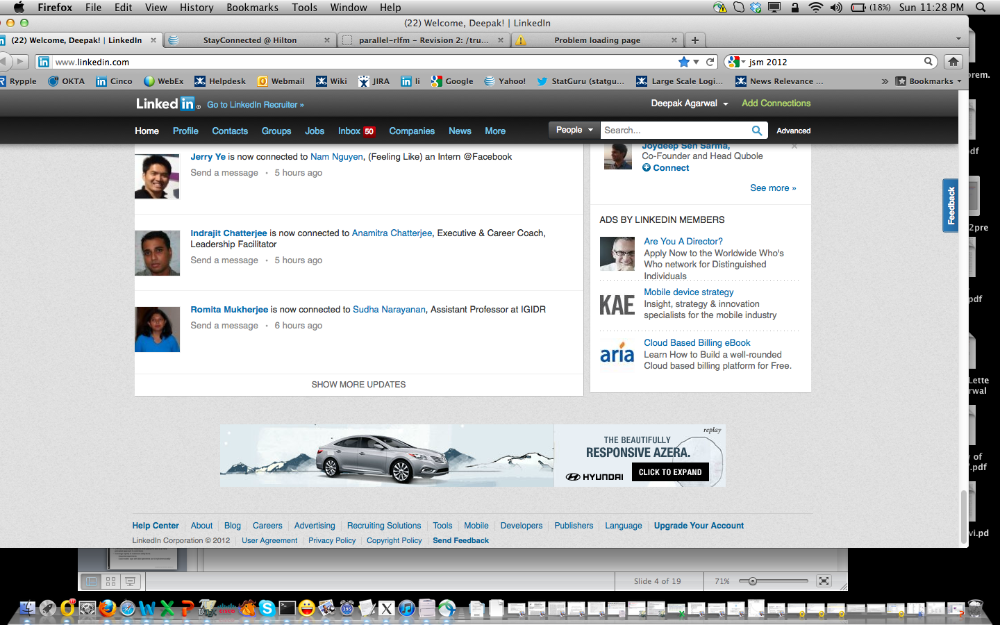 Firefox File Edit View History Bookmarks Tools Window Help (18%) Sun 11:28 PM
(22) Welcome, Deepak! | LinkedIn
(22) Welcome, Deepak! | LinkedIn StayConnected @ Hilton parallel-rlfm – Revision 2: /tru... Problem loading page
www.linkedin.com jsm 2012
Rypple OKTA Cinco WebEx Helpdesk Webmail Wiki JIRA li Google Yahoo! StatGuru (statgu... Large Scale Logi... News Relevance ... » Bookmarks
Linked in Go to LinkedIn Recruiter » Deepak Agarwal Add Connections
Home Profile Contacts Groups Jobs Inbox 50 Companies News More People Search... Advanced
Jerry Ye is now connected to Nam Nguyen, (Feeling Like) an Intern @Facebook
Send a message • 5 hours ago
Indrajit Chatterjee is now connected to Anamitra Chatterjee, Executive & Career Coach,
Leadership Facilitator
Send a message • 5 hours ago
Romita Mukherjee is now connected to Sudha Narayanan, Assistant Professor at IGIDR
Send a message • 6 hours ago
SHOW MORE UPDATES
Joydeep Sen Sarma,
Co-Founder and Head Qubole
Connect
See more »
ADS BY LINKEDIN MEMBERS
Are You A Director?
Apply Now to the Worldwide Who's
Who network for Distinguished
Individuals
KAE
Mobile device strategy
Insight, strategy & innovation
specialists for the mobile industry
aria
Cloud Based Billing eBook
Learn How to Build a well-rounded
Cloud based billing platform for Free.
Feedback
replay
THE BEAUTIFULLY
RESPONSIVE AZERA.
HYUNDAI CLICK TO EXPAND
Help Center About Blog Careers Advertising Recruiting Solutions Tools Mobile Developers Publishers Language Upgrade Your Account
LinkedIn Corporation © 2012 User Agreement Privacy Policy Copyright Policy Send Feedback
Slide 4 of 19 71%